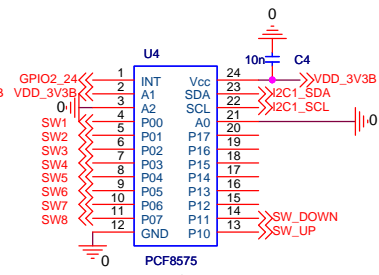 0
U4
10n
C4
GPIO2_24
1
INT
Vcc
24
VDD_3V3B
B
VDD_3V3B
2
A1
SDA
23
I2C1_SDA
0
3
A2
SCL
22
I2C1_SCL
SW1
4
P00
A0
21
0
SW2
5
P01
P17
20
SW3
6
P02
P16
19
SW4
7
P03
P15
18
SW5
8
P04
P14
17
SW6
9
P05
P13
16
SW7
10
P06
P12
15
SW8
11
P07
P11
14
SW_DOWN
12
GND
P10
13
SW_UP
0
PCF8575